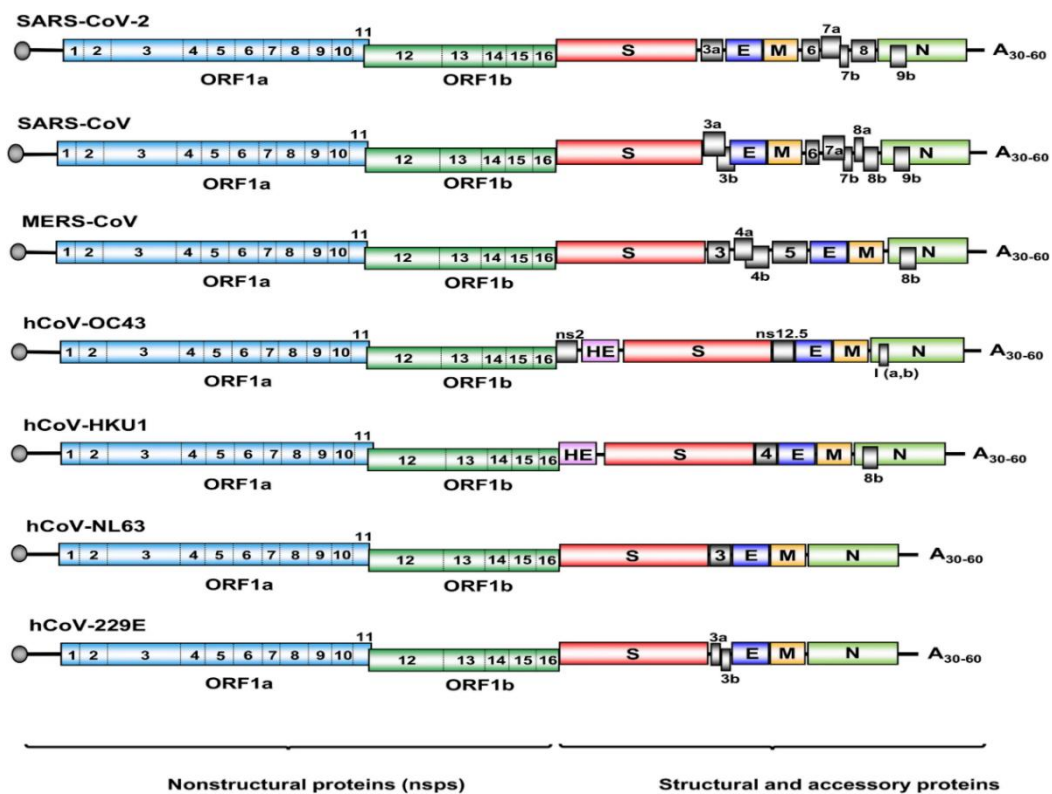 SARS-CoV-2
11
7a
1 2 3 4 5 6 7 8 9 10 12 13 14 15 16 S 3a E M 6 8 N A30-60
ORF1a ORF1b 7b 9b
SARS-CoV
11 3a 8a
1 2 3 4 5 6 7 8 9 10 12 13 14 15 16 S E M 6 7a N A30-60
ORF1a ORF1b 3b 7b 8b 9b
MERS-CoV
11 4a
1 2 3 4 5 6 7 8 9 10 12 13 14 15 16 S 3 5 E M N A30-60
ORF1a ORF1b 4b 8b
hCoV-OC43
11 ns2 ns12.5
1 2 3 4 5 6 7 8 9 10 12 13 14 15 16 HE S E M N A30-60
ORF1a ORF1b I (a,b)
hCoV-HKU1
11
1 2 3 4 5 6 7 8 9 10 12 13 14 15 16 HE S 4 E M N A30-60
ORF1a ORF1b 8b
hCoV-NL63
11
1 2 3 4 5 6 7 8 9 10 12 13 14 15 16 S 3 E M N A30-60
ORF1a ORF1b
hCoV-229E
11 3a
1 2 3 4 5 6 7 8 9 10 12 13 14 15 16 S E M N A30-60
ORF1a ORF1b 3b
Nonstructural proteins (nsps) Structural and accessory proteins